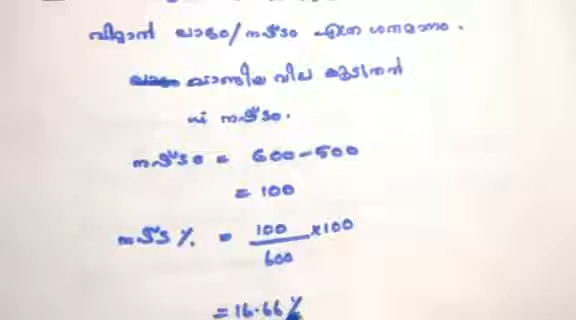 വിറ്റാൽ ലാഭം/നഷ്ടം എത്ര ശതമാനം.
വാങ്ങിയ വില കൂടുതൽ
നഷ്ടം.
നഷ്ടം = 600-500
= 100
നഷ്ട %. = 100/600 x100
= 16.66%